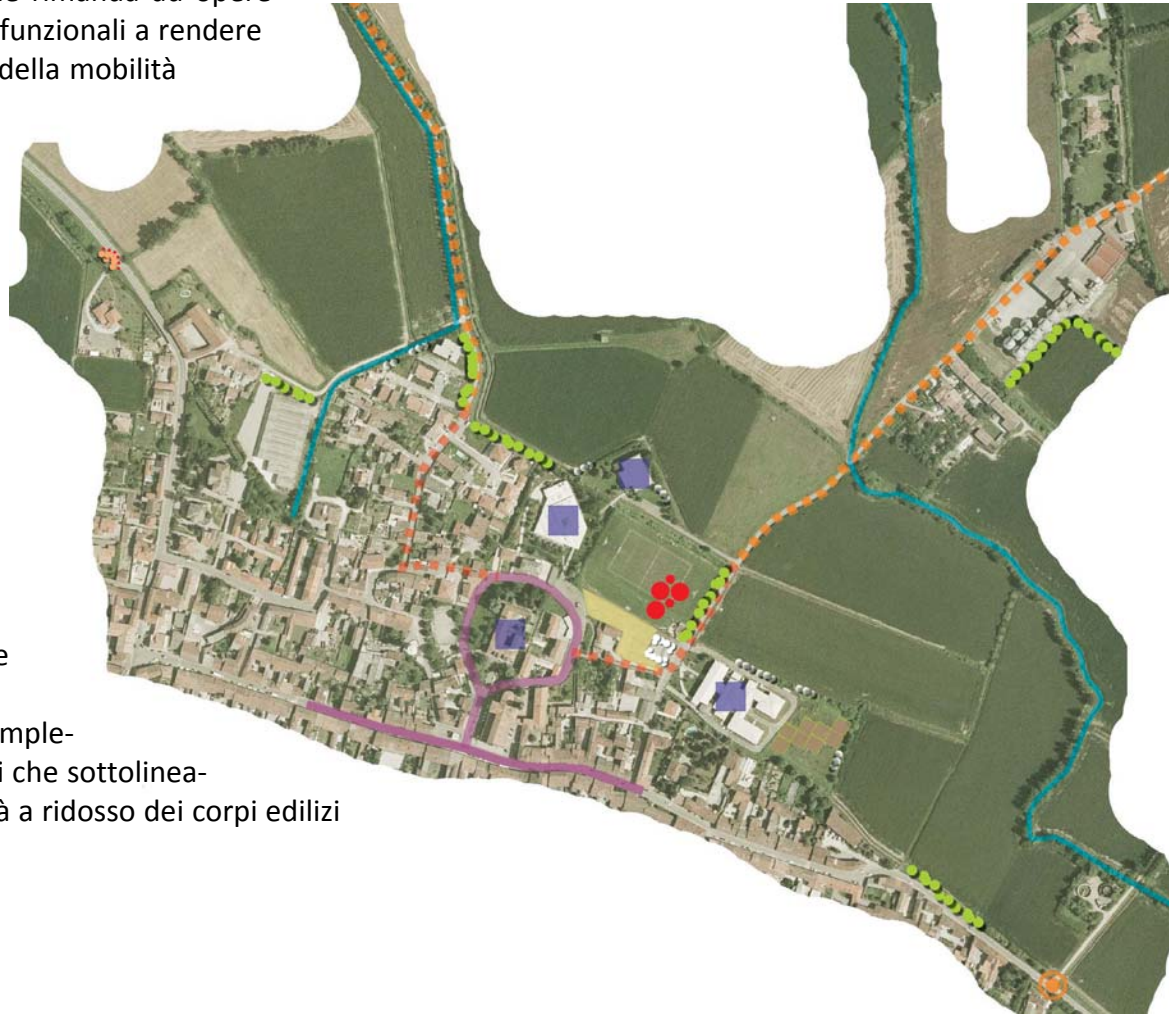 funzionali a rendere
della mobilità
e
mple-
i che sottolinea-
à a ridosso dei corpi edilizi